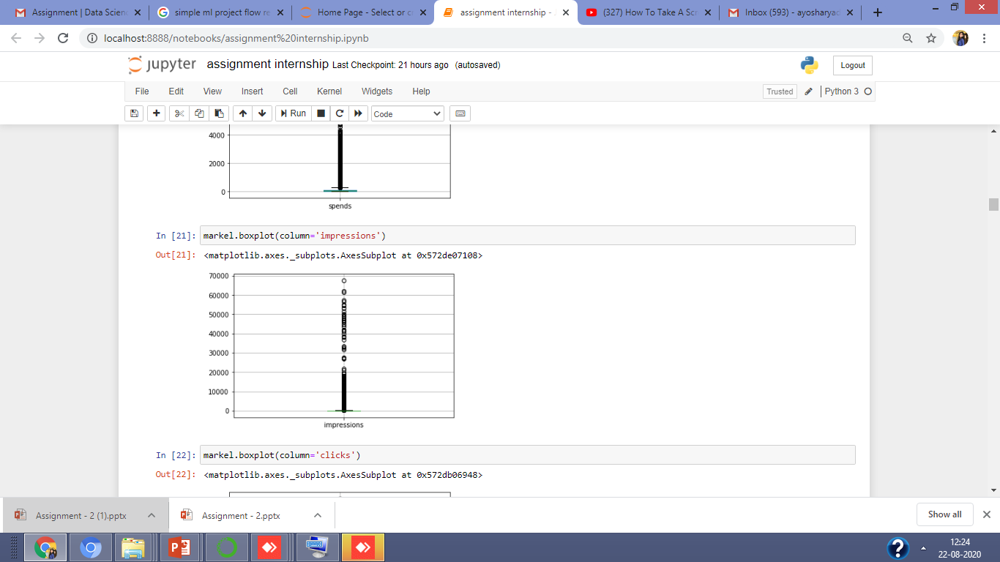 Assignment | Data Scien
simple ml project flow re
Home Page - Select or c
assignment internship -
(327) How To Take A Scr
Inbox (593) - ayosharyac
localhost:8888/notebooks/assignment%20internship.ipynb
jupyter assignment internship Last Checkpoint: 21 hours ago (autosaved)
Logout
File Edit View Insert Cell Kernel Widgets Help
Trusted Python 3
Run Code
4000
2000
0
spends
In [21]: markel.boxplot(column='impressions')
Out[21]: <matplotlib.axes._subplots.AxesSubplot at 0x572de07108>
70000
60000
50000
40000
30000
20000
10000
0
impressions
In [22]: markel.boxplot(column='clicks')
Out[22]: <matplotlib.axes._subplots.AxesSubplot at 0x572db06948>
Assignment - 2 (1).pptx
Assignment - 2.pptx
Show all
12:24
22-08-2020